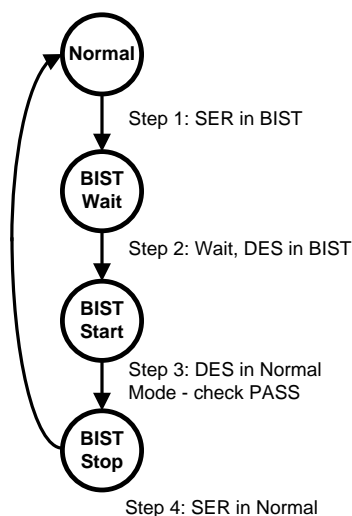 Normal
Step 1: SER in BIST
BIST
Wait
Step 2: Wait, DES in BIST
BIST
Start
Step 3: DES in Normal
Mode - check PASS
BIST
Stop
Step 4: SER in Normal